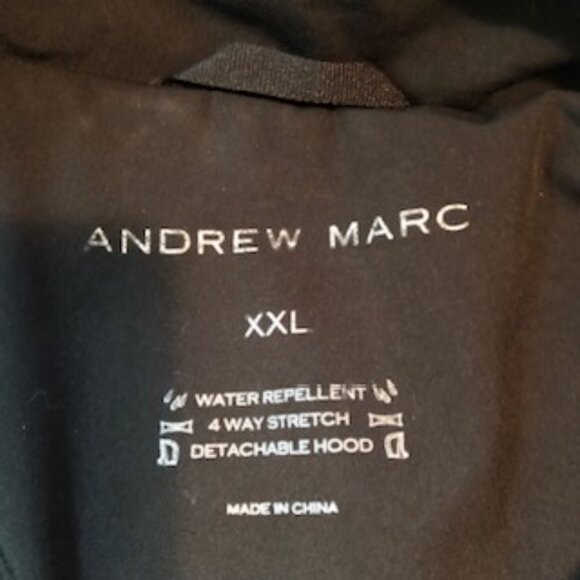 ANDREW MARC
XXL
WATER REPELLENT
4 WAY STRETCH
DETACHABLE HOOD
MADE IN CHINA